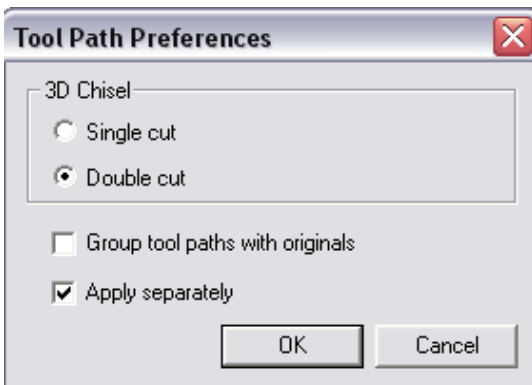 Tool Path Preferences
3D Chisel
Single cut
Double cut
Group tool paths with originals
Apply separately
OK
Cancel